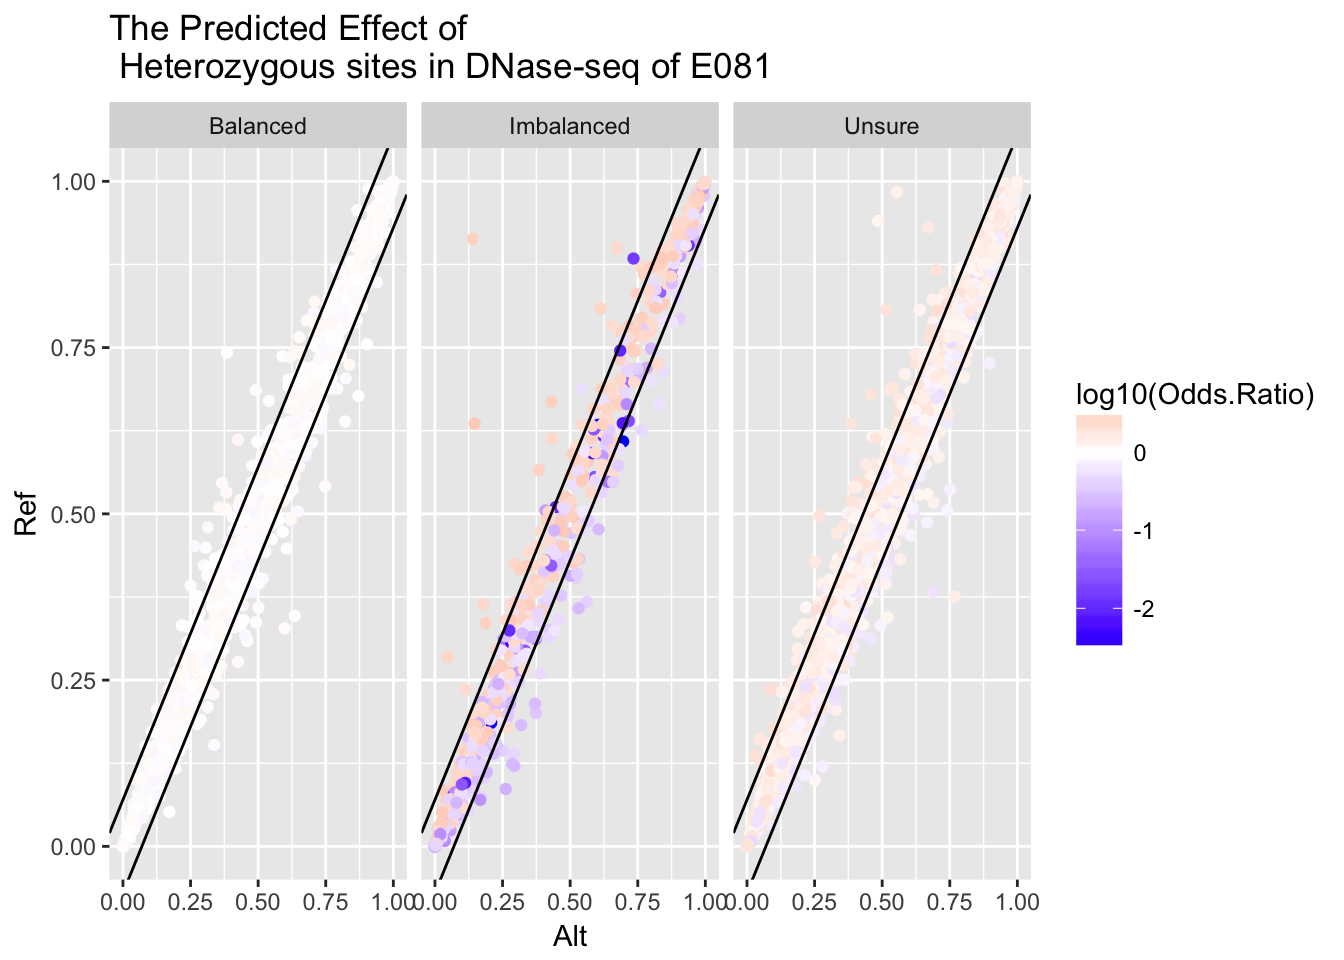 The Predicted Effect of
Heterozygous sites in DNase-seq of E081
Balanced
Imbalanced
Unsure
1.00
0.75
0.50
0.25
0.00
Ref
0.00 0.25 0.50 0.75 1.00
0.00 0.25 0.50 0.75 1.00
0.00 0.25 0.50 0.75 1.00
Alt
log10(Odds.Ratio)
0
-1
-2